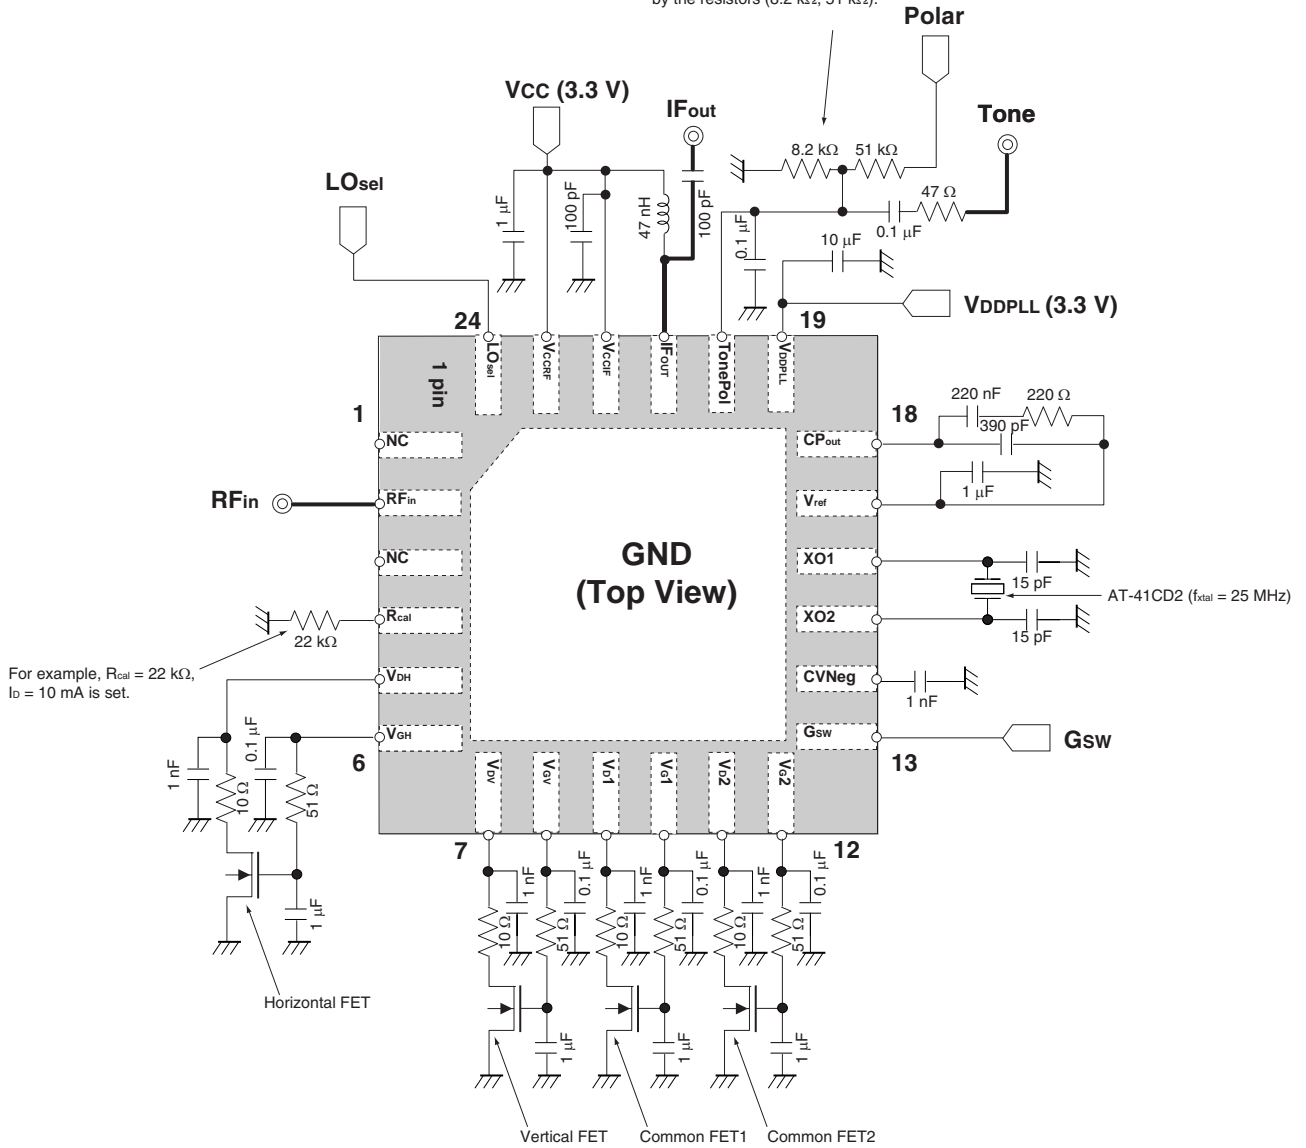 by the resistors (8.2 kΩ, 51 kΩ).
Polar
VCC (3.3 V)
IFout
Tone
8.2 kΩ
51 kΩ
LOsel
47 Ω
1 µF
100 pF
47 nH
100 pF
0.1 µF
0.1 µF
10 µF
VDDPLL (3.3 V)
24
19
LOsel
VCCRF
VCCIF
IFOUT
TonePol
VDDPLL
1 pin
1
18
220 nF
220 Ω
390 pF
NC
CPout
1 µF
RFin
RFin
Vref
NC
GND
(Top View)
XO1
15 pF
AT-41CD2 (fxtal = 25 MHz)
Rcal
22 kΩ
XO2
15 pF
For example, Rcal = 22 kΩ,
ID = 10 mA is set.
VDH
CVNeg
1 nF
VGH
GSW
GSW
6
13
1 nF
10 Ω
0.1 µF
51 Ω
1 µF
VDV
VGV
VD1
VG1
VD2
VG2
7
12
1 nF
0.1 µF
1 nF
0.1 µF
1 nF
0.1 µF
10 Ω
51 Ω
10 Ω
51 Ω
10 Ω
51 Ω
Horizontal FET
1 µF
1 µF
1 µF
Vertical FET
Common FET1
Common FET2